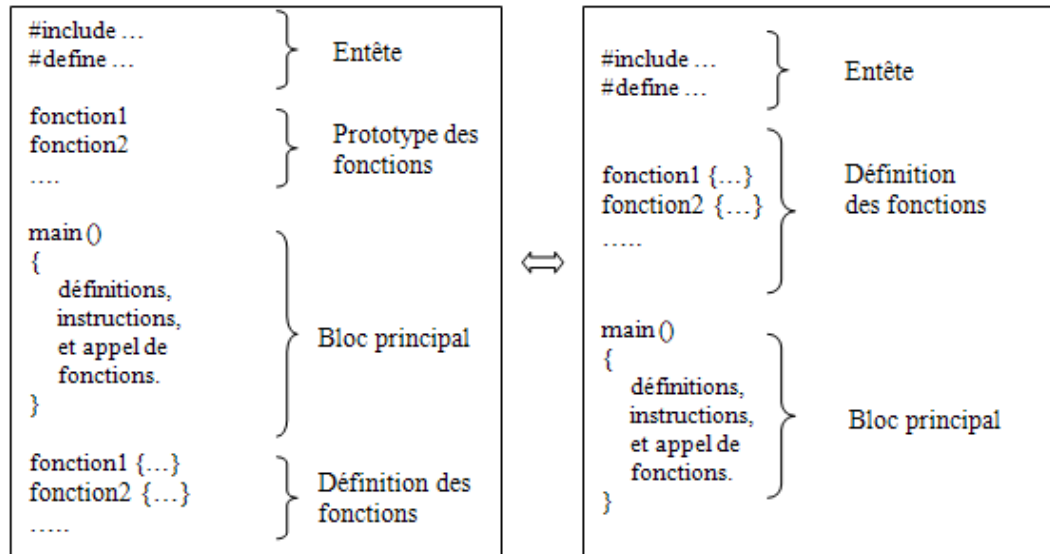 #include ...
#define ...
Entête
fonction1
fonction2
....
Prototype des
fonctions
main ()
{
définitions,
instructions,
et appel de
fonctions.
}
Bloc principal
fonction1 {...}
fonction2 {...}
.....
Définition des
fonctions
#include ...
#define ...
Entête
fonction1 {...}
fonction2 {...}
.....
Définition
des fonctions
main ()
{
définitions,
instructions,
et appel de
fonctions.
}
Bloc principal